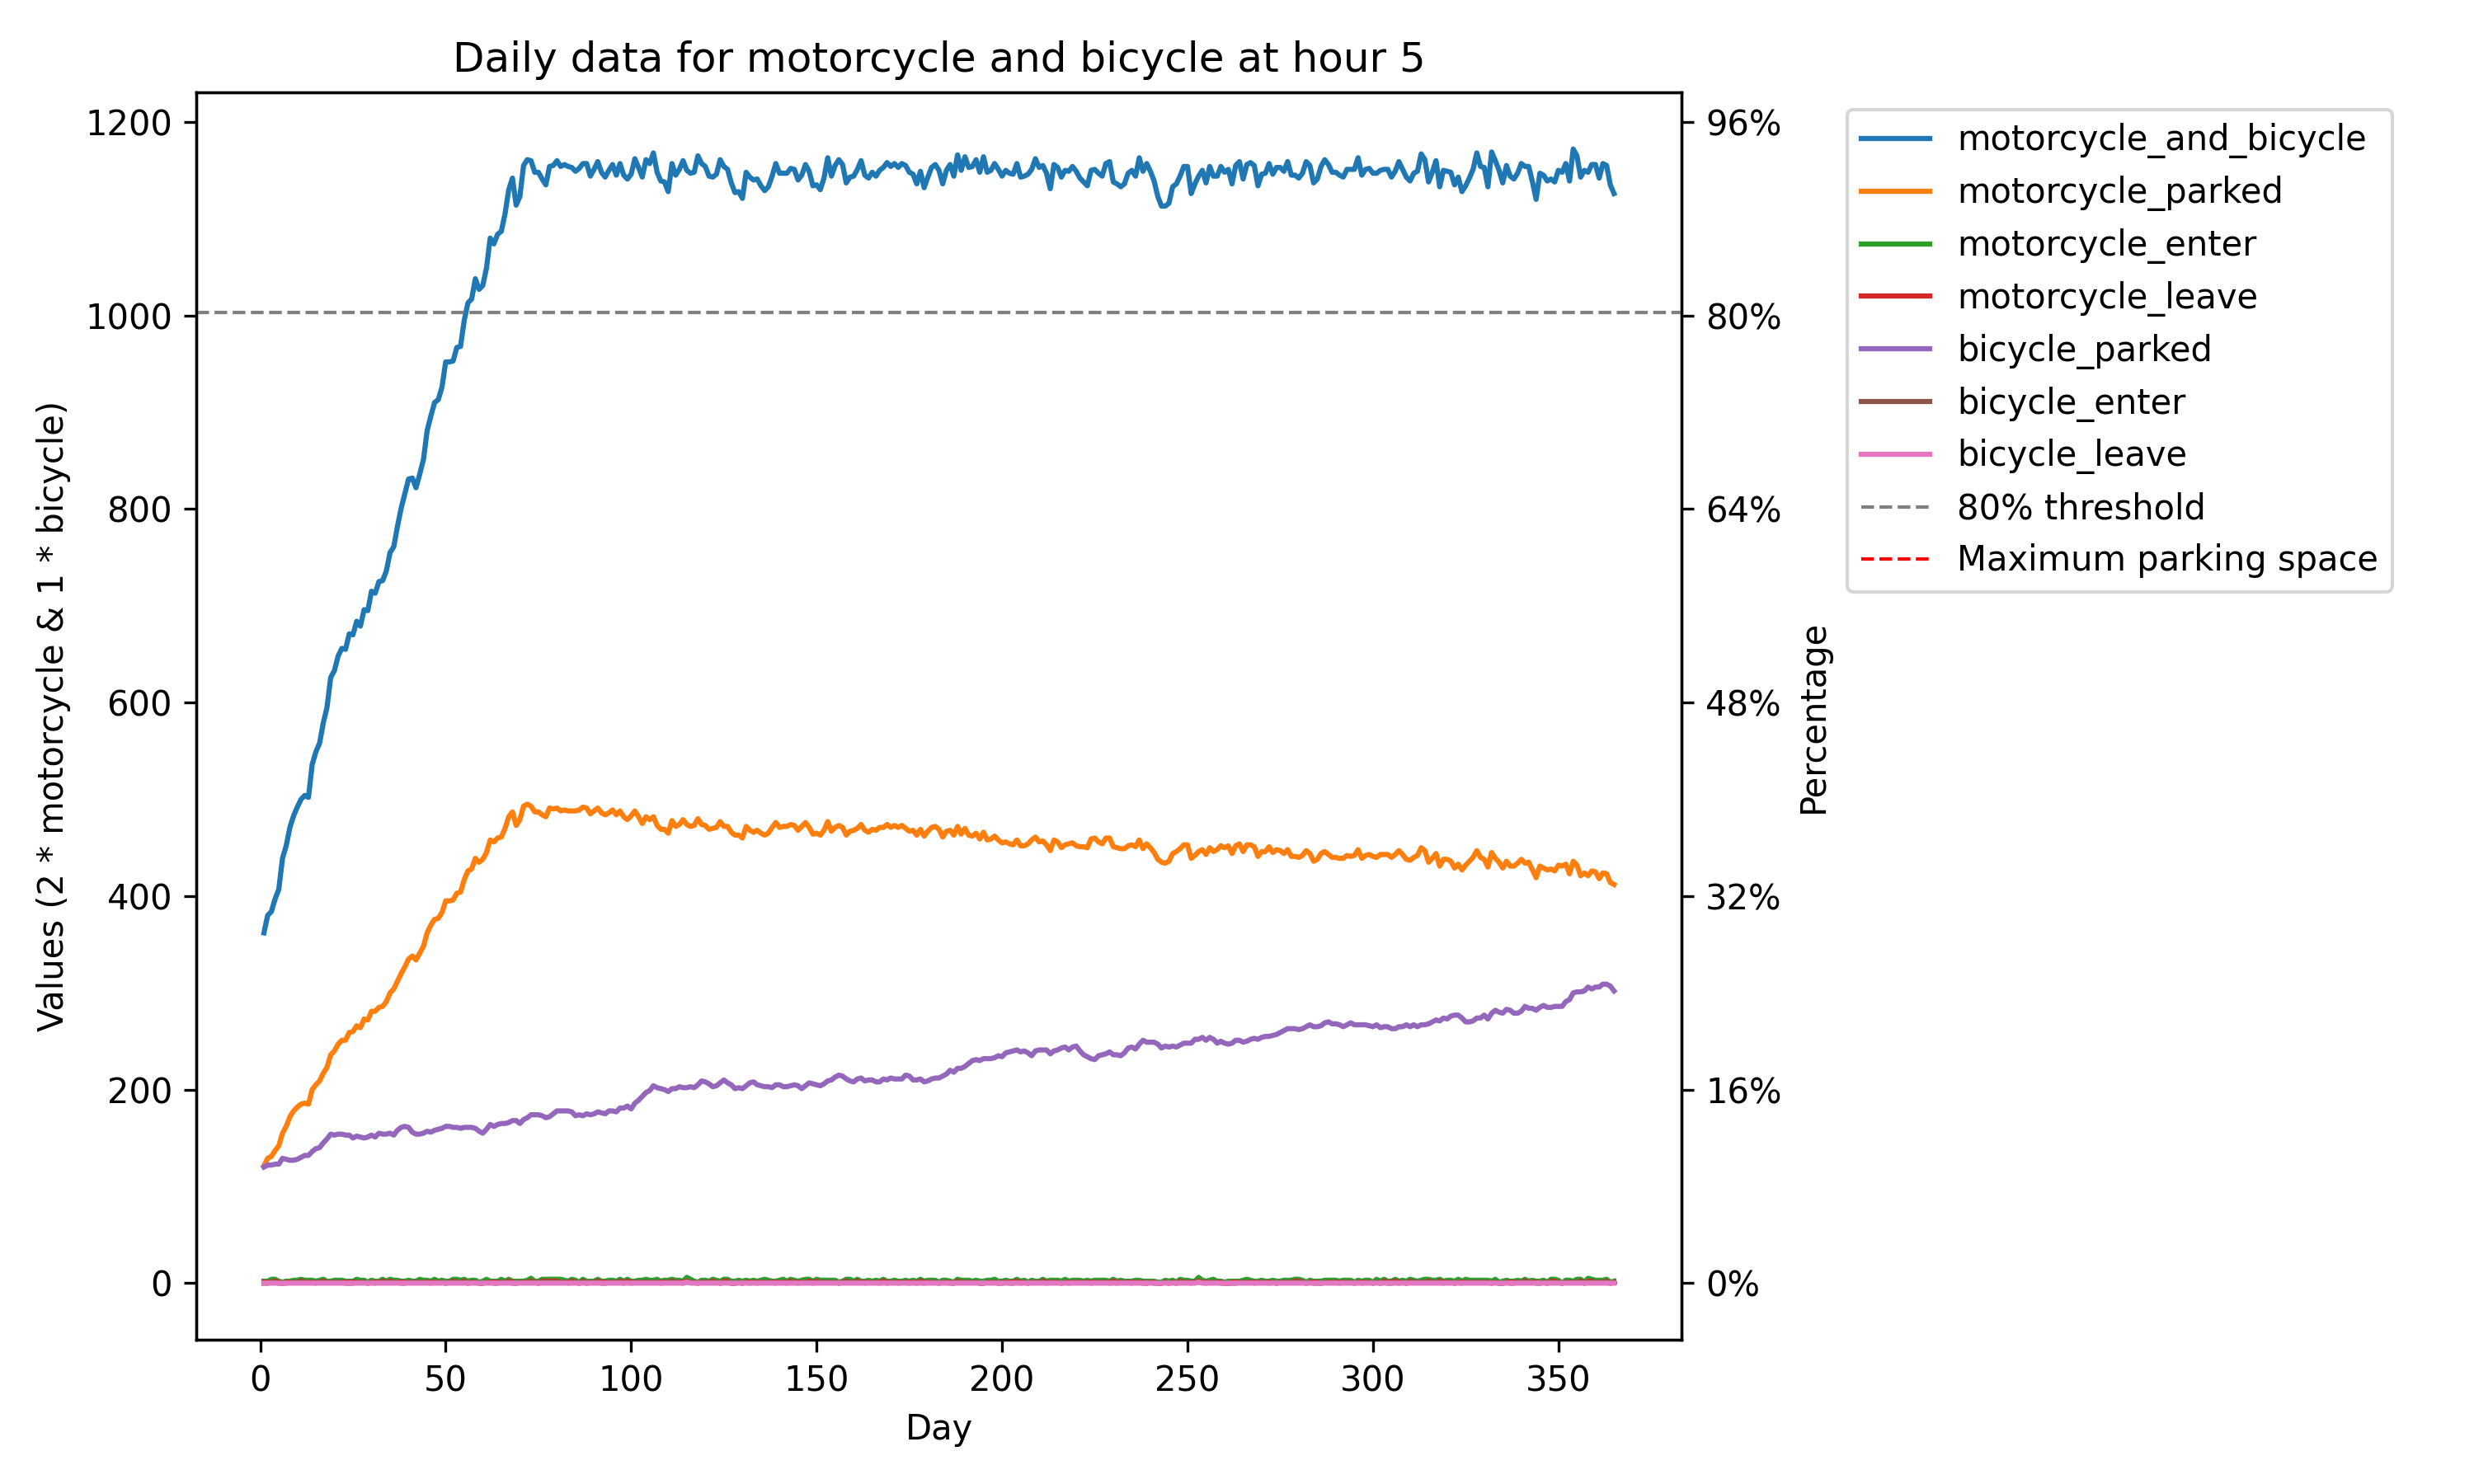 Daily data for motorcycle and bicycle at hour 5
Values (2 * motorcycle & 1 * bicycle)
1200
1000
800
600
400
200
0
0
50
100
150
200
250
300
350
Day
96%
80%
64%
48%
32%
16%
0%
Percentage
motorcycle_and_bicycle
motorcycle_parked
motorcycle_enter
motorcycle_leave
bicycle_parked
bicycle_enter
bicycle_leave
80% threshold
Maximum parking space